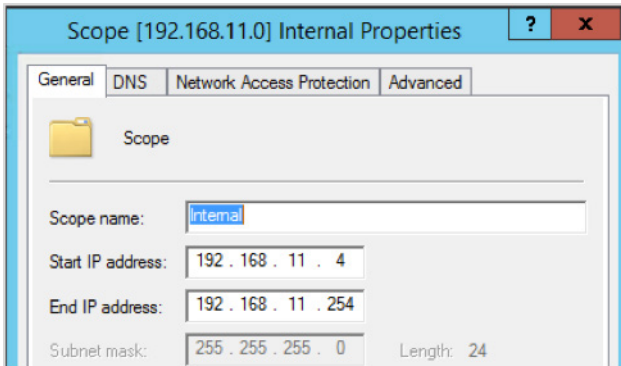 Scope [192.168.11.0] Internal Properties ? x
General DNS Network Access Protection Advanced
Scope
Scope name: Internal
Start IP address: 192 . 168 . 11 . 4
End IP address: 192 . 168 . 11 . 254
Subnet mask: 255 . 255 . 255 . 0 Length: 24